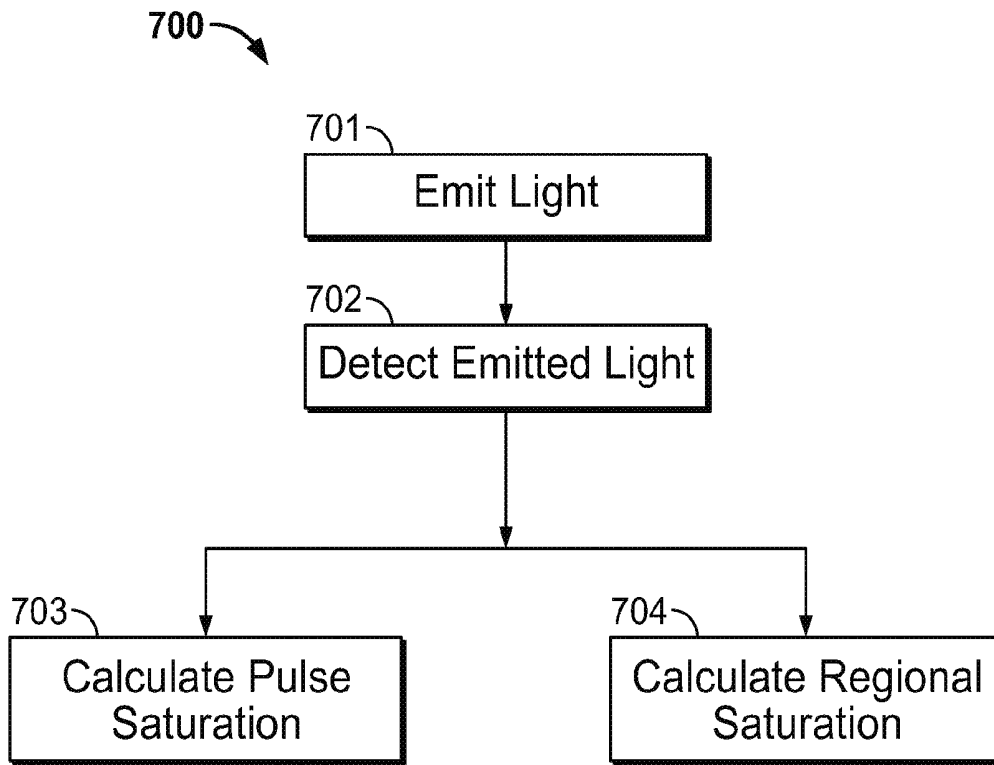 700
701
Emit Light
702
Detect Emitted Light
703
Calculate Pulse
Saturation
704
Calculate Regional
Saturation